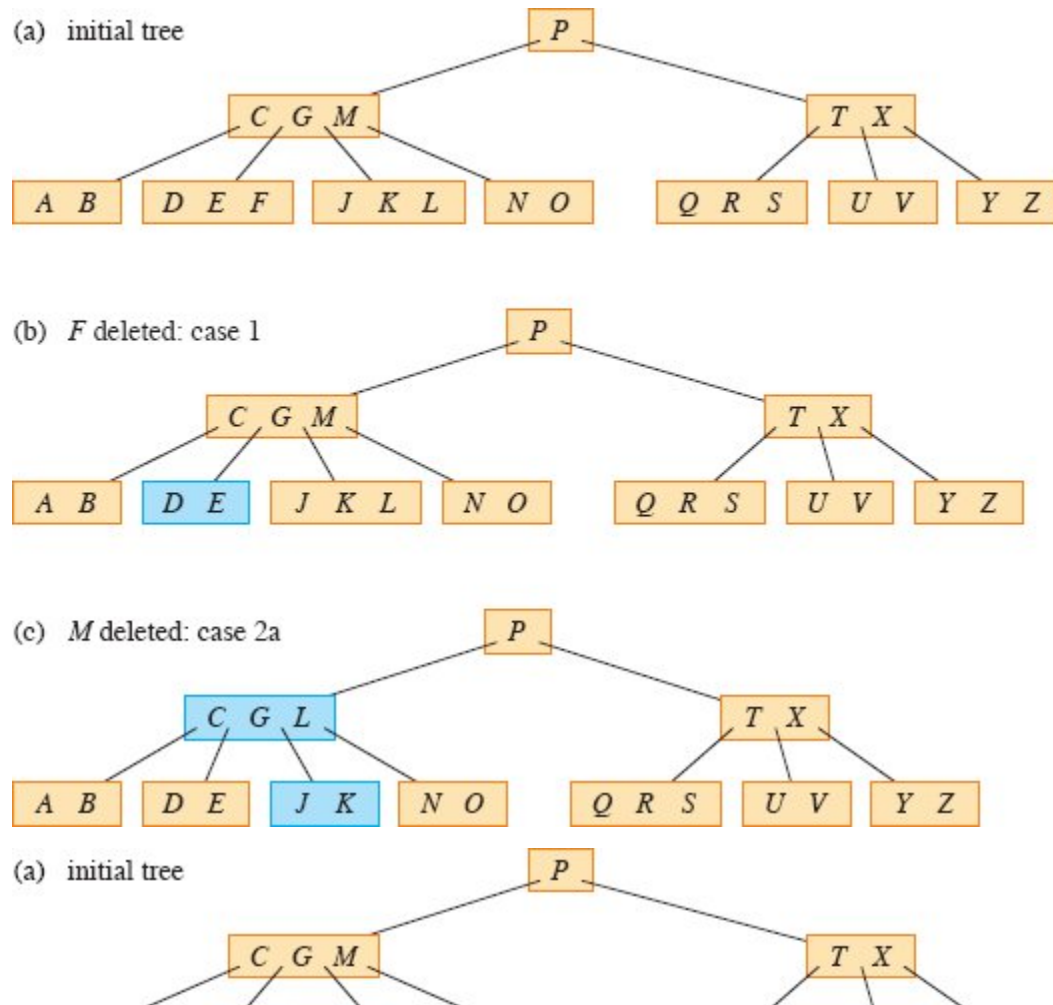 (a) initial tree
P
C G M T X
A B D E F J K L N O Q R S U V Y Z
(b) F deleted: case 1
P
C G M T X
A B D E J K L N O Q R S U V Y Z
(c) M deleted: case 2a
P
C G L T X
A B D E J K N O Q R S U V Y Z
(a) initial tree
P
C G M T X